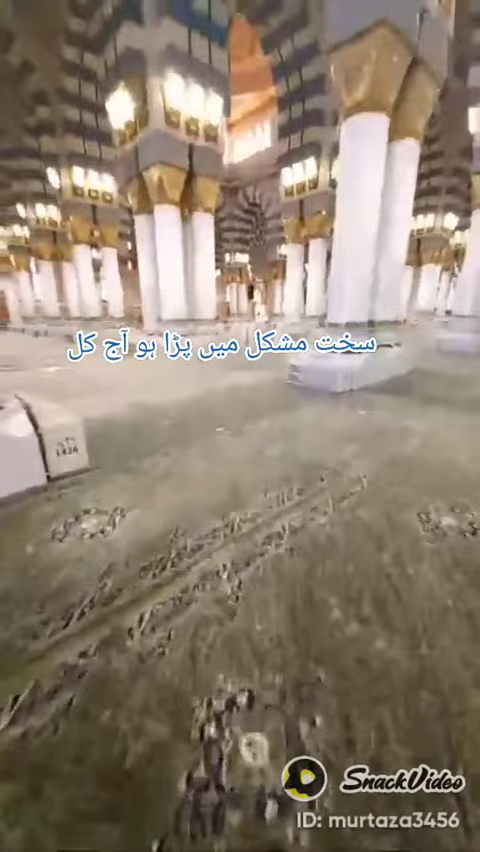 سخت مشکل میں پڑا ہو آج کل
SnackVideo
ID: murtaza3456